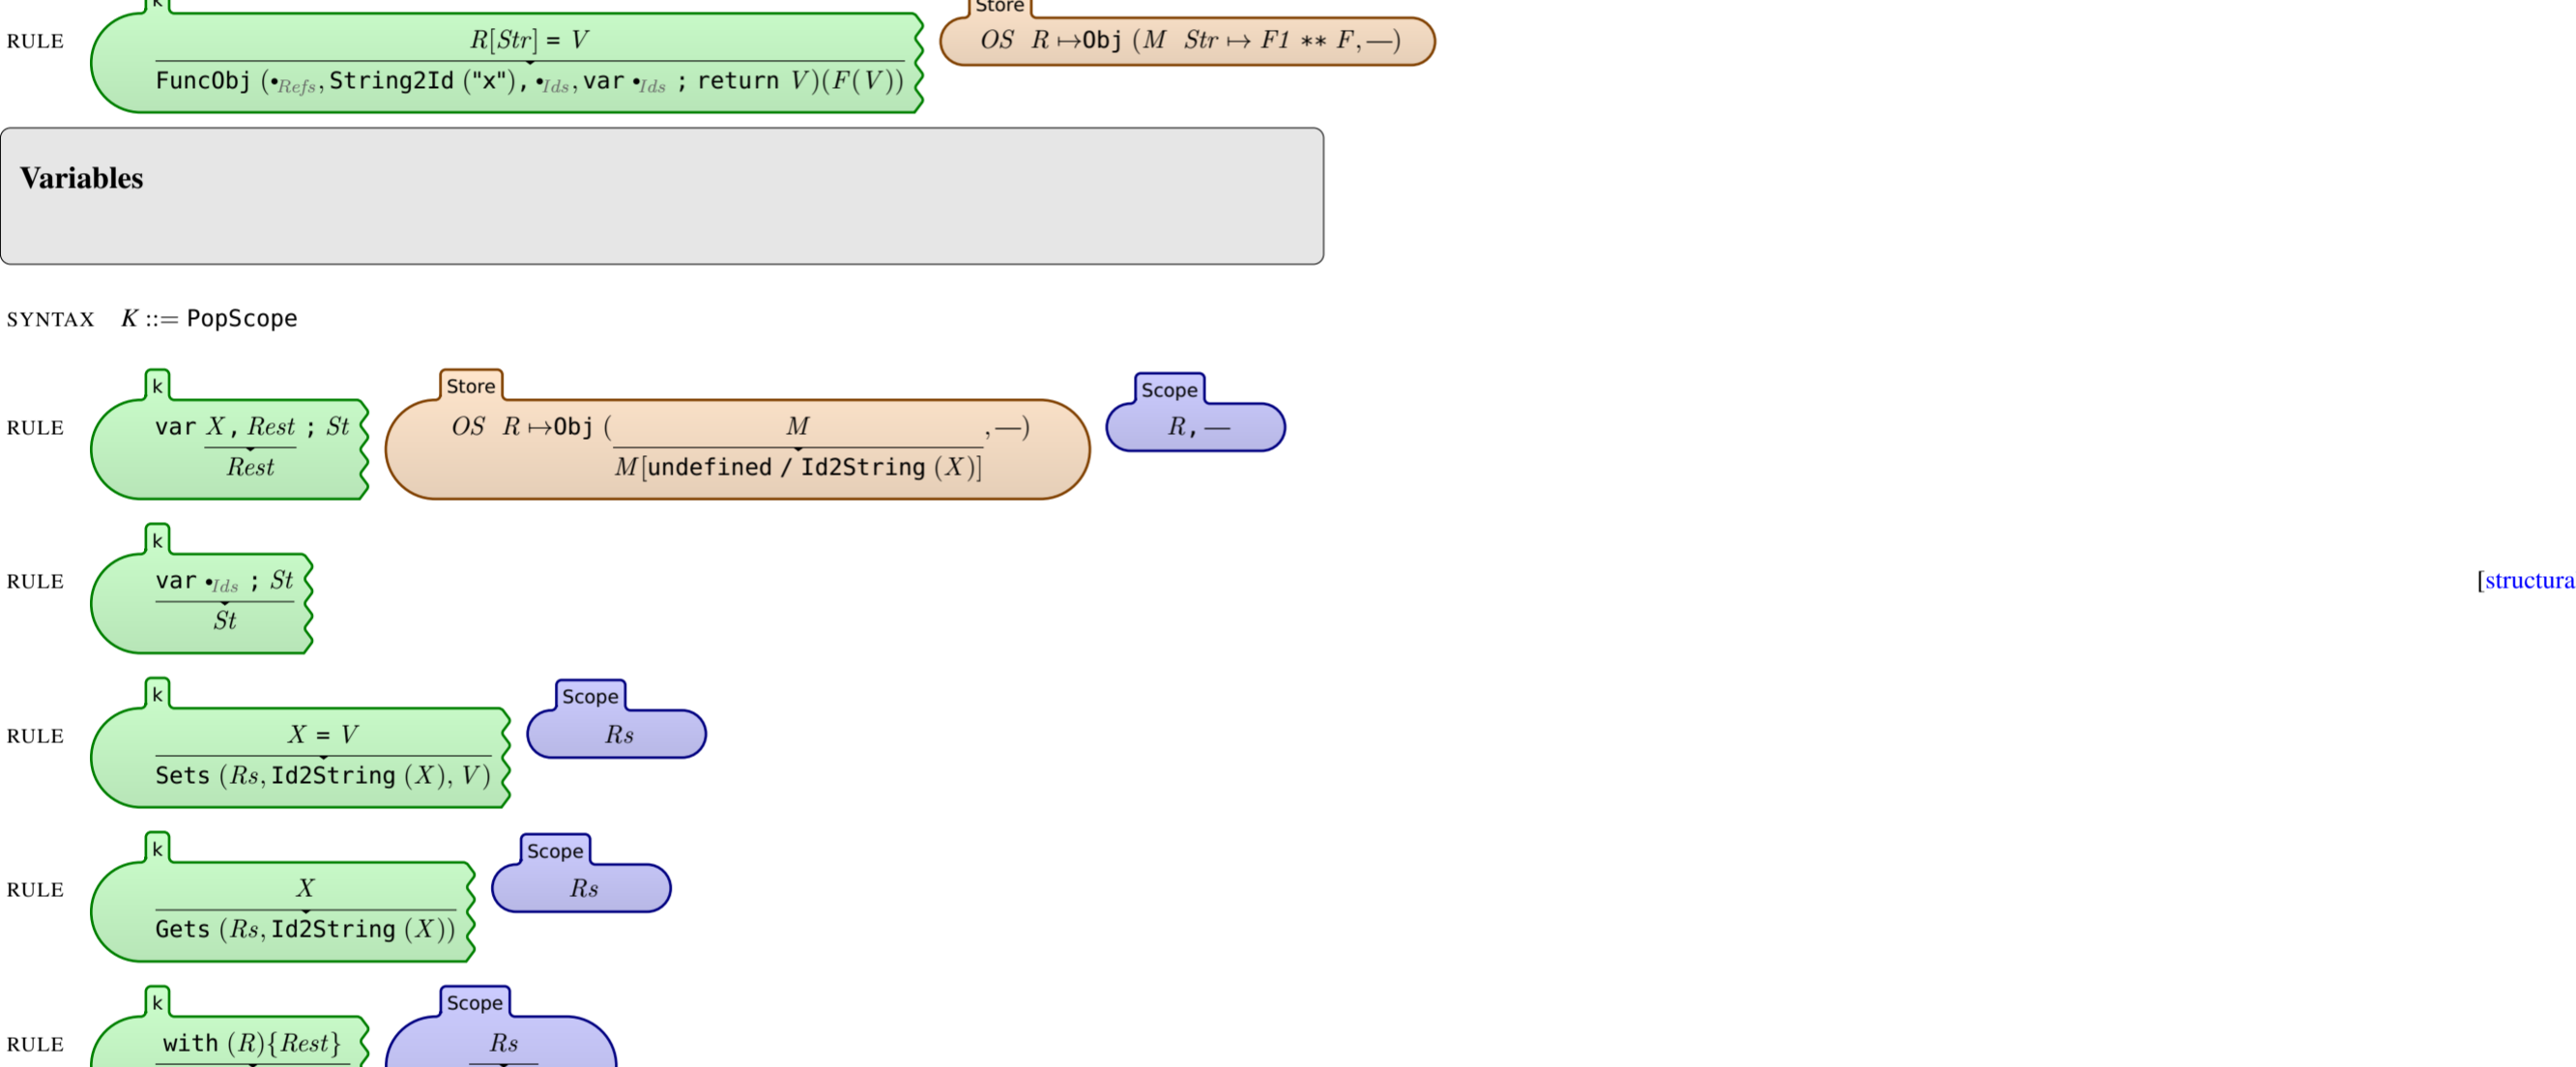 k Store
RULE R[Str] = V OS R ↦Obj (M Str ↦ F1 ** F,—)
FuncObj (•Refs, String2Id ("x"), •Ids, var •Ids ; return V)(F(V))
Variables
SYNTAX K ::= PopScope
k Store Scope
RULE var X, Rest ; St OS R ↦Obj ( M ,—) R, —
Rest M[undefined / Id2String (X)]
k
RULE var •Ids ; St [structura
St
k Scope
RULE X = V Rs
Sets (Rs, Id2String (X), V)
k Scope
RULE X Rs
Gets (Rs, Id2String (X))
k Scope
RULE with (R){Rest} Rs